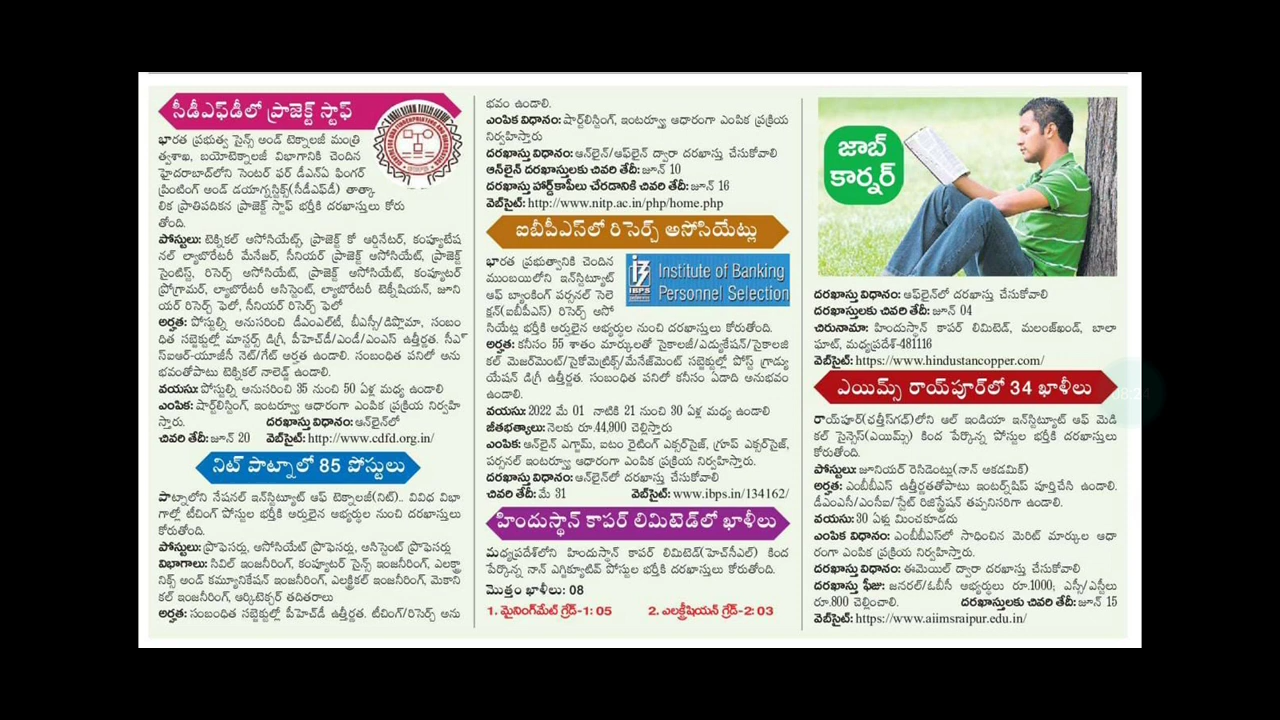 సీడీఎఫ్‌డీలో ప్రాజెక్ట్ స్టాఫ్
భారత ప్రభుత్వ సైన్స్ అండ్ టెక్నాలజీ మంత్రి
త్వశాఖ, బయోటెక్నాలజీ విభాగానికి చెందిన
హైదరాబాద్‌లోని సెంటర్ ఫర్ డీఎన్ఏ ఫింగర్
ప్రింటింగ్ అండ్ డయాగ్నస్టిక్స్(సీడీఎఫ్‌డీ) తాత్కా
లిక ప్రాతిపదికన ప్రాజెక్ట్ స్టాఫ్ భర్తీకి దరఖాస్తులు కోరు
తోంది.
పోస్టులు: టెక్నికల్ అసోసియేట్స్, ప్రాజెక్ట్ కో ఆర్డినేటర్, కంప్యూటేష
నల్ ల్యాబొరేటరీ మేనేజర్, సీనియర్ ప్రాజెక్ట్ అసోసియేట్, ప్రాజెక్ట్
సైంటిస్ట్, రిసెర్చ్ అసోసియేట్, ప్రాజెక్ట్ అసోసియేట్, కంప్యూటర్
ప్రోగ్రామర్, ల్యాబొరేటరీ అసిస్టెంట్, ల్యాబొరేటరీ టెక్నీషియన్, జూని
యర్ రిసెర్చ్ ఫెలో, సీనియర్ రిసెర్చ్ ఫెలో
అర్హత: పోస్టుల్ని అనుసరించి డీఎంఎల్‌టీ, బీఎస్సీ/డిప్లొమా, సంబం
ధిత సబ్జెక్టుల్లో మాస్టర్స్ డిగ్రీ, పీహెచ్‌డీ/ఎండీ/ఎంఎస్ ఉత్తీర్ణత. సీఎ
స్ఐఆర్-యూజీసీ నెట్/గేట్ అర్హత ఉండాలి. సంబంధిత పనిలో అను
భవంతోపాటు టెక్నికల్ నాలెడ్జ్ ఉండాలి.
వయసు: పోస్టుల్ని అనుసరించి 35 నుంచి 50 ఏళ్ల మధ్య ఉండాలి
ఎంపిక: షార్ట్‌లిస్టింగ్, ఇంటర్వ్యూ ఆధారంగా ఎంపిక ప్రక్రియ నిర్వహి
స్తారు. దరఖాస్తు విధానం: ఆన్‌లైన్‌లో
చివరి తేదీ: జూన్ 20 వెబ్‌సైట్: http://www.cdfd.org.in/
నిట్ పాట్నాలో 85 పోస్టులు
పాట్నాలోని నేషనల్ ఇన్‌స్టిట్యూట్ ఆఫ్ టెక్నాలజీ(నిట్).. వివిధ విభా
గాల్లో టీచింగ్ పోస్టుల భర్తీకి అర్హులైన అభ్యర్థుల నుంచి దరఖాస్తులు
కోరుతోంది.
పోస్టులు: ప్రొఫెసర్లు, అసోసియేట్ ప్రొఫెసర్లు, అసిస్టెంట్ ప్రొఫెసర్లు
విభాగాలు: సివిల్ ఇంజనీరింగ్, కంప్యూటర్ సైన్స్ ఇంజనీరింగ్, ఎలక్ట్రా
నిక్స్ అండ్ కమ్యూనికేషన్ ఇంజనీరింగ్, ఎలక్ట్రికల్ ఇంజనీరింగ్, మెకాని
కల్ ఇంజనీరింగ్, ఆర్కిటెక్చర్ తదితరాలు
అర్హత: సంబంధిత సబ్జెక్టుల్లో పీహెచ్‌డీ ఉత్తీర్ణత. టీచింగ్/రిసెర్చ్ అను
భవం ఉండాలి.
ఎంపిక విధానం: షార్ట్‌లిస్టింగ్, ఇంటర్వ్యూ ఆధారంగా ఎంపిక ప్రక్రియ
నిర్వహిస్తారు
దరఖాస్తు విధానం: ఆన్‌లైన్/ఆఫ్‌లైన్ ద్వారా దరఖాస్తు చేసుకోవాలి
ఆన్‌లైన్ దరఖాస్తులకు చివరి తేదీ: జూన్ 10
దరఖాస్తు హార్డ్‌కాపీలు చేరడానికి చివరి తేదీ: జూన్ 16
వెబ్‌సైట్: http://www.nitp.ac.in/php/home.php
ఐబీపీఎస్‌లో రిసెర్చ్ అసోసియేట్లు
భారత ప్రభుత్వానికి చెందిన
ముంబయిలోని ఇన్‌స్టిట్యూట్
ఆఫ్ బ్యాంకింగ్ పర్సనల్ సెలె
క్షన్(ఐబీపీఎస్) రిసెర్చ్ అసో
IBPS
Institute of Banking
Personnel Selection
సియేట్ల భర్తీకి అర్హులైన అభ్యర్థుల నుంచి దరఖాస్తులు కోరుతోంది.
అర్హత: కనీసం 55 శాతం మార్కులతో సైకాలజీ/ఎడ్యుకేషన్/సైకాలజి
కల్ మెజర్‌మెంట్/సైకోమెట్రిక్స్/మేనేజ్‌మెంట్ సబ్జెక్టుల్లో పోస్ట్ గ్రాడ్యు
యేషన్ డిగ్రీ ఉత్తీర్ణత. సంబంధిత పనిలో కనీసం ఏడాది అనుభవం
ఉండాలి.
వయసు: 2022 మే 01 నాటికి 21 నుంచి 30 ఏళ్ల మధ్య ఉండాలి
జీతభత్యాలు: నెలకు రూ.44,900 చెల్లిస్తారు
ఎంపిక: ఆన్‌లైన్ ఎగ్జామ్, ఐటం రైటింగ్ ఎక్సర్‌సైజ్, గ్రూప్ ఎక్సర్‌సైజ్,
పర్సనల్ ఇంటర్వ్యూ ఆధారంగా ఎంపిక ప్రక్రియ నిర్వహిస్తారు.
దరఖాస్తు విధానం: ఆన్‌లైన్‌లో దరఖాస్తు చేసుకోవాలి
చివరి తేదీ: మే 31 వెబ్‌సైట్: www.ibps.in/134162/
హిందుస్థాన్ కాపర్ లిమిటెడ్‌లో ఖాళీలు
మధ్యప్రదేశ్‌లోని హిందుస్థాన్ కాపర్ లిమిటెడ్(హెచ్‌సీఎల్) కింద
పేర్కొన్న నాన్ ఎగ్జిక్యూటివ్ పోస్టుల భర్తీకి దరఖాస్తులు కోరుతోంది.
మొత్తం ఖాళీలు: 08
1. మైనింగ్‌మేట్ గ్రేడ్-1: 05 2. ఎలక్ట్రీషియన్ గ్రేడ్-2: 03
జాబ్
కార్నర్
దరఖాస్తు విధానం: ఆఫ్‌లైన్‌లో దరఖాస్తు చేసుకోవాలి
దరఖాస్తులకు చివరి తేదీ: జూన్ 04
చిరునామా: హిందుస్థాన్ కాపర్ లిమిటెడ్, మలంజ్‌ఖండ్, బాలా
ఘాట్, మధ్యప్రదేశ్-481116
వెబ్‌సైట్: https://www.hindustancopper.com/
ఎయిమ్స్ రాయ్‌పూర్‌లో 34 ఖాళీలు
రాయ్‌పూర్(ఛత్తీస్‌గఢ్)లోని ఆల్ ఇండియా ఇన్‌స్టిట్యూట్ ఆఫ్ మెడి
కల్ సైన్సెస్(ఎయిమ్స్) కింద పేర్కొన్న పోస్టుల భర్తీకి దరఖాస్తులు
కోరుతోంది.
పోస్టులు: జూనియర్ రెసిడెంట్లు(నాన్ అకడమిక్)
అర్హత: ఎంబీబీఎస్ ఉత్తీర్ణతతోపాటు ఇంటర్న్‌షిప్ పూర్తిచేసి ఉండాలి.
డీఎంసీ/ఎంసీఐ/ స్టేట్ రిజిస్ట్రేషన్ తప్పనిసరిగా ఉండాలి.
వయసు: 30 ఏళ్లు మించకూడదు
ఎంపిక విధానం: ఎంబీబీఎస్‌లో సాధించిన మెరిట్ మార్కుల ఆధా
రంగా ఎంపిక ప్రక్రియ నిర్వహిస్తారు.
దరఖాస్తు విధానం: ఈమెయిల్ ద్వారా దరఖాస్తు చేసుకోవాలి
దరఖాస్తు ఫీజు: జనరల్/ఓబీసీ అభ్యర్థులు రూ.1000; ఎస్సీ/ఎస్టీలు
రూ.800 చెల్లించాలి. దరఖాస్తులకు చివరి తేదీ: జూన్ 15
వెబ్‌సైట్: https://www.aiimsraipur.edu.in/